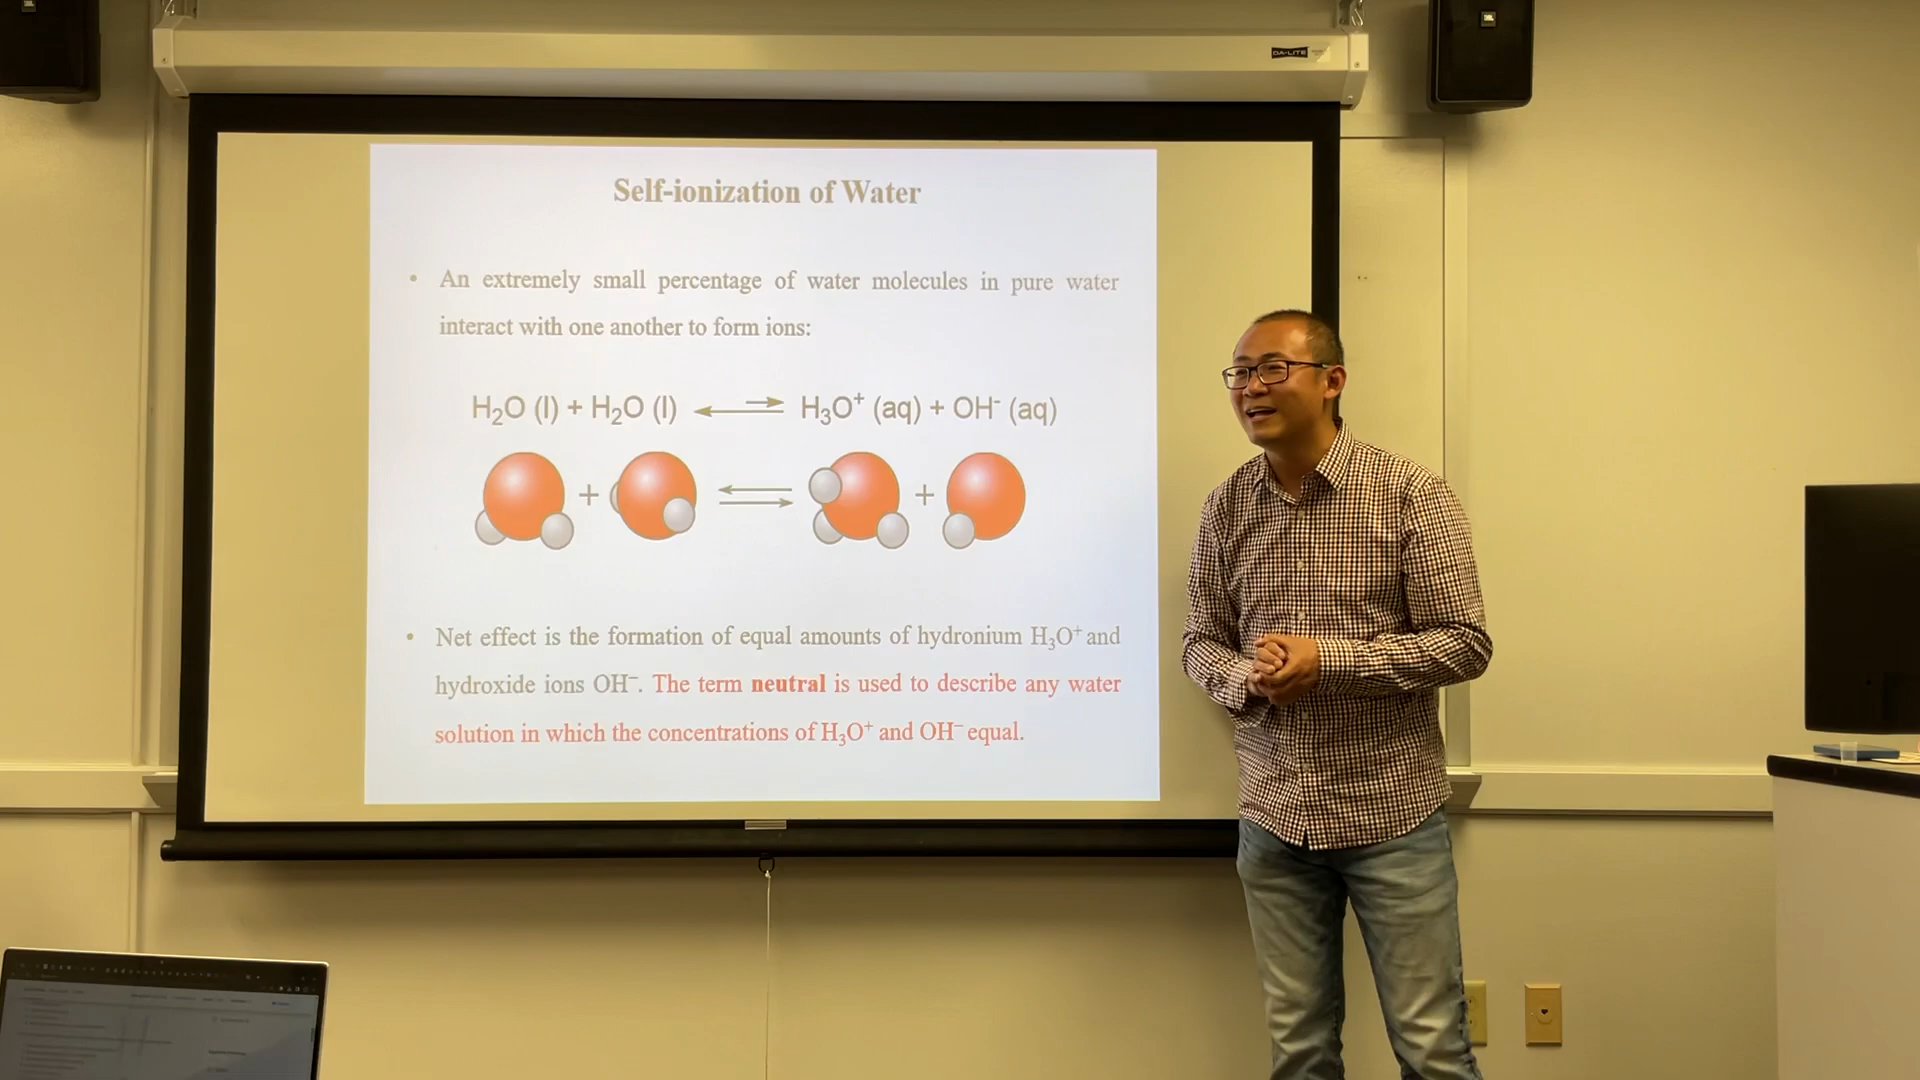 DA-LITE
JBL
Self-ionization of Water
• An extremely small percentage of water molecules in pure water
interact with one another to form ions:
H₂O (l) + H₂O (l) ⇄ H₃O⁺ (aq) + OH⁻ (aq)
+ ⇄ +
• Net effect is the formation of equal amounts of hydronium H₃O⁺ and
hydroxide ions OH⁻. The term neutral is used to describe any water
solution in which the concentrations of H₃O⁺ and OH⁻ equal.